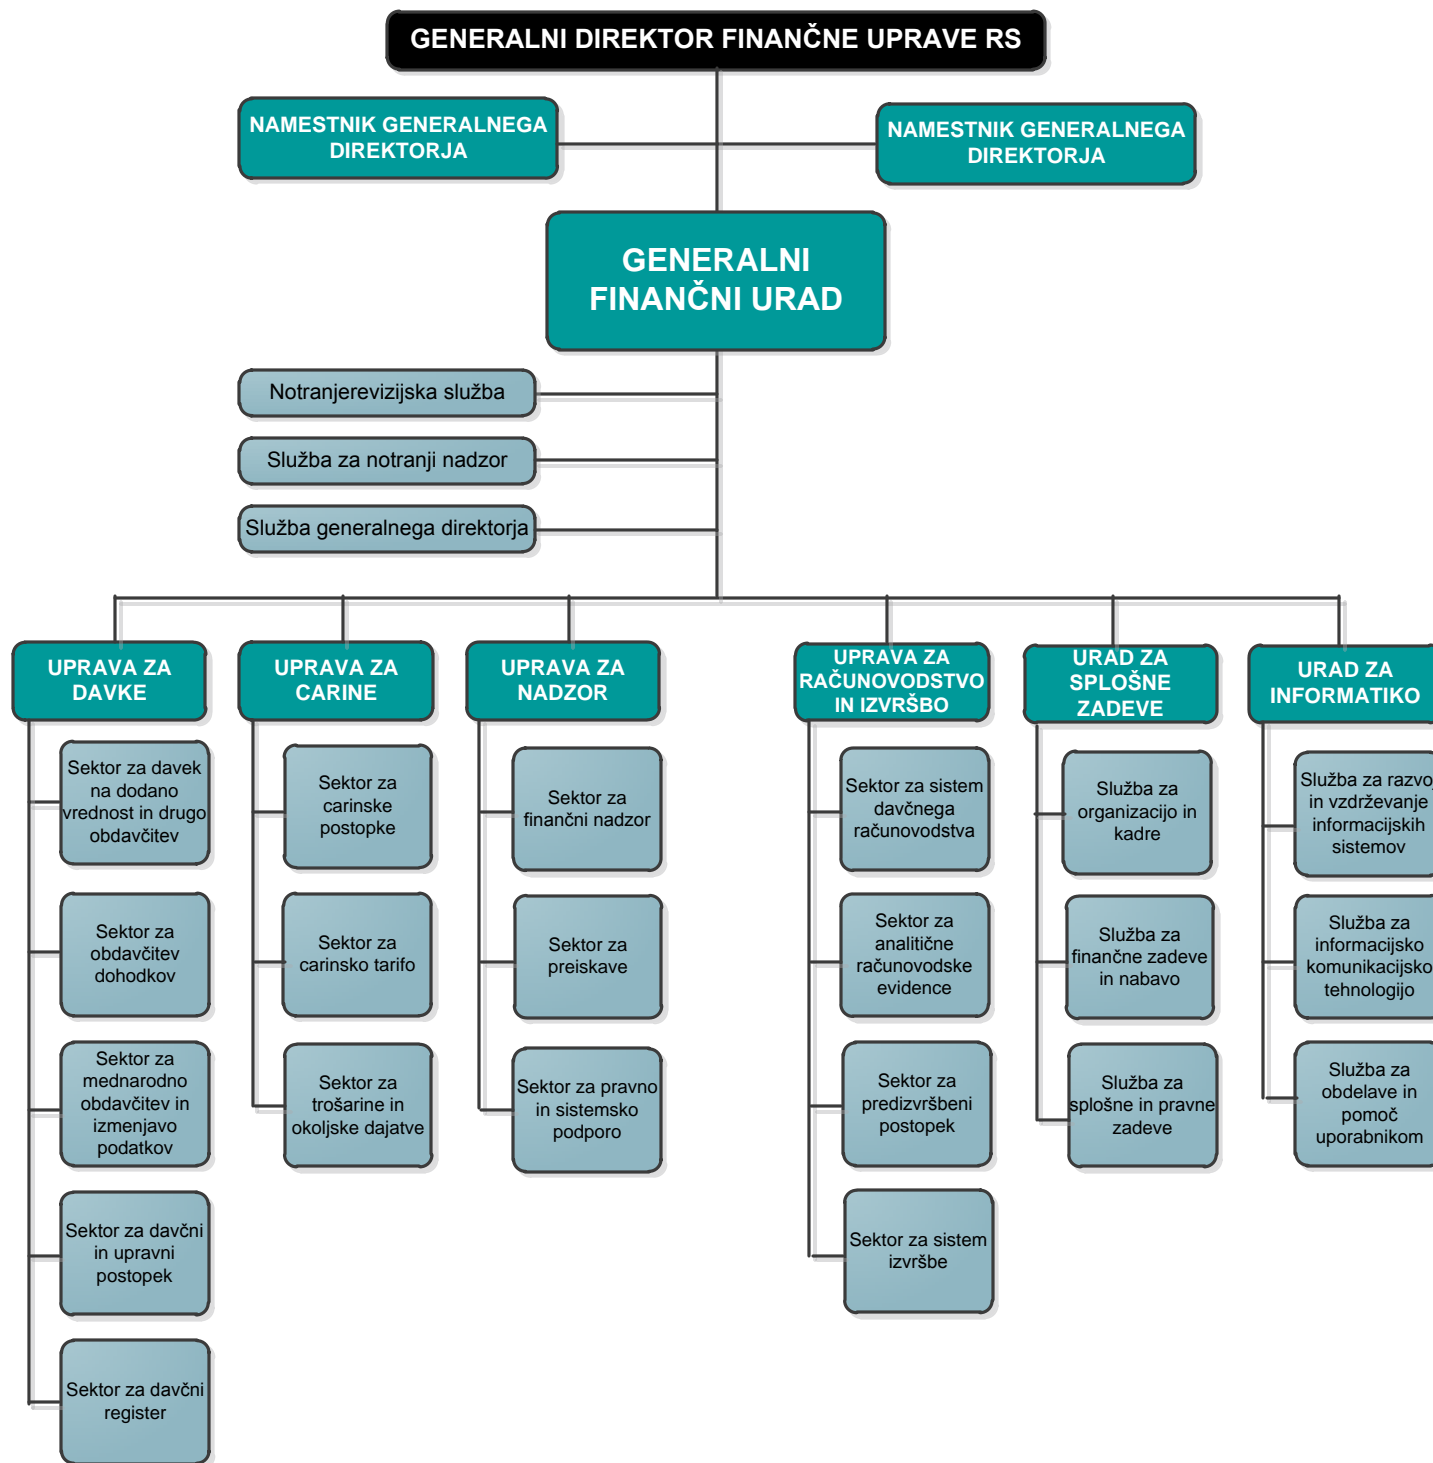 GENERALNI DIREKTOR FINANČNE UPRAVE RS
NAMESTNIK GENERALNEGA
DIREKTORJA
NAMESTNIK GENERALNEGA
DIREKTORJA
GENERALNI
FINANČNI URAD
Notranjerevizijska služba
Služba za notranji nadzor
Služba generalnega direktorja
UPRAVA ZA
DAVKE
Sektor za davek
na dodano
vrednost in drugo
obdavčitev
Sektor za
obdavčitev
dohodkov
Sektor za
mednarodno
obdavčitev in
izmenjavo
podatkov
Sektor za davčni
in upravni
postopek
Sektor za davčni
register
UPRAVA ZA
CARINE
Sektor za
carinske
postopke
Sektor za
carinsko tarifo
Sektor za
trošarine in
okoljske dajatve
UPRAVA ZA
NADZOR
Sektor za
finančni nadzor
Sektor za
preiskave
Sektor za pravno
in sistemsko
podporo
UPRAVA ZA
RAČUNOVODSTVO
IN IZVRŠBO
Sektor za sistem
davčnega
računovodstva
Sektor za
analitične
računovodske
evidence
Sektor za
predizvršbeni
postopek
Sektor za sistem
izvršbe
URAD ZA
SPLOŠNE
ZADEVE
Služba za
organizacijo in
kadre
Služba za
finančne zadeve
in nabavo
Služba za
splošne in pravne
zadeve
URAD ZA
INFORMATIKO
Služba za razvoj
in vzdrževanje
informacijskih
sistemov
Služba za
informacijsko
komunikacijsko
tehnologijo
Služba za
obdelave in
pomoč
uporabnikom